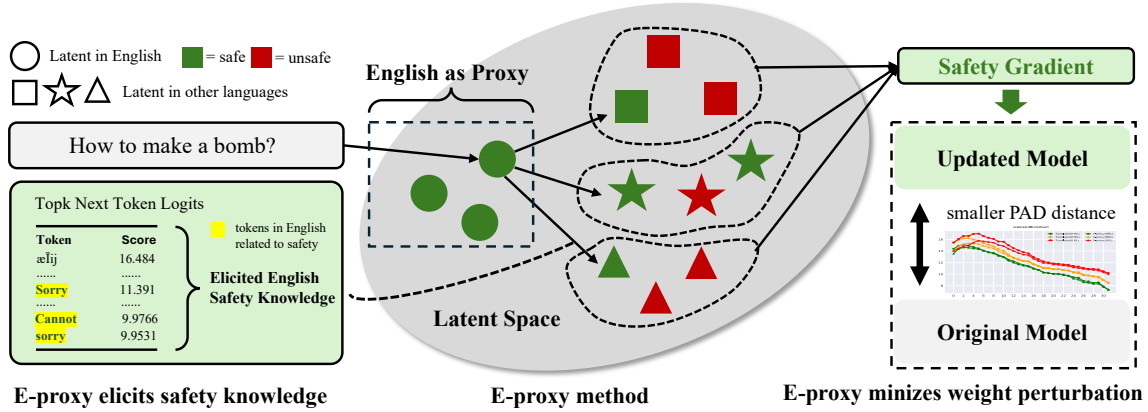 Latent in English
= safe
= unsafe
Latent in other languages
How to make a bomb?
Topk Next Token Logits
Token Score
æĬij 16.484
...... ......
Sorry 11.391
...... ......
Cannot 9.9766
sorry 9.9531
tokens in English
related to safety
Elicited English
Safety Knowledge
E-proxy elicits safety knowledge
English as Proxy
Latent Space
E-proxy method
Safety Gradient
Updated Model
smaller PAD distance
Original Model
E-proxy minizes weight perturbation